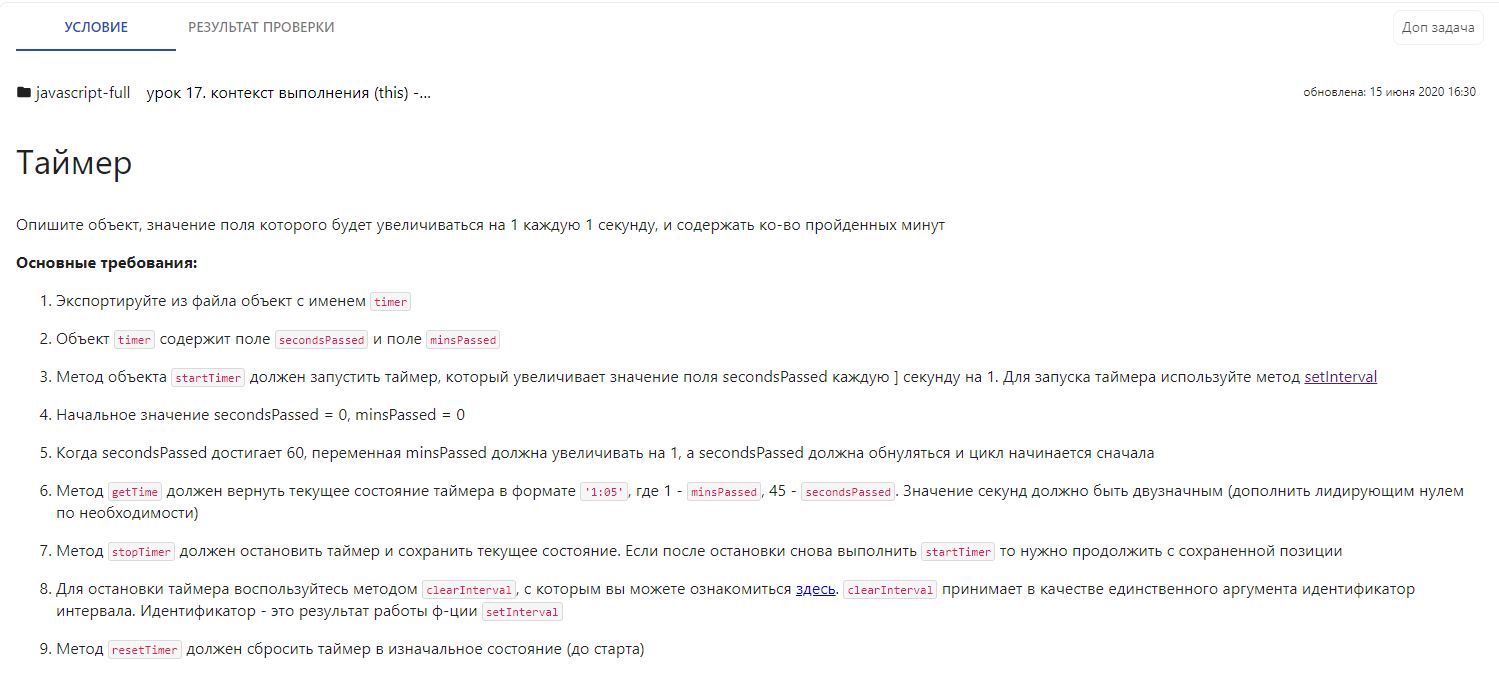 УСЛОВИЕ
РЕЗУЛЬТАТ ПРОВЕРКИ
Доп задача
javascript-full
урок 17. контекст выполнения (this) -...
обновлена: 15 июня 2020 16:30
Таймер
Опишите объект, значение поля которого будет увеличиваться на 1 каждую 1 секунду, и содержать ко-во пройденных минут
Основные требования:
1. Экспортируйте из файла объект с именем timer
2. Объект timer содержит поле secondsPassed и поле minsPassed
3. Метод объекта startTimer должен запустить таймер, который увеличивает значение поля secondsPassed каждую ] секунду на 1. Для запуска таймера используйте метод setInterval
4. Начальное значение secondsPassed = 0, minsPassed = 0
5. Когда secondsPassed достигает 60, переменная minsPassed должна увеличивать на 1, а secondsPassed должна обнуляться и цикл начинается сначала
6. Метод getTime должен вернуть текущее состояние таймера в формате '1:05', где 1 - minsPassed, 45 - secondsPassed. Значение секунд должно быть двузначным (дополнить лидирующим нулем
по необходимости)
7. Метод stopTimer должен остановить таймер и сохранить текущее состояние. Если после остановки снова выполнить startTimer то нужно продолжить с сохраненной позиции
8. Для остановки таймера воспользуйтесь методом clearInterval, с которым вы можете ознакомиться здесь. clearInterval принимает в качестве единственного аргумента идентификатор
интервала. Идентификатор - это результат работы ф-ции setInterval
9. Метод resetTimer должен сбросить таймер в изначальное состояние (до старта)